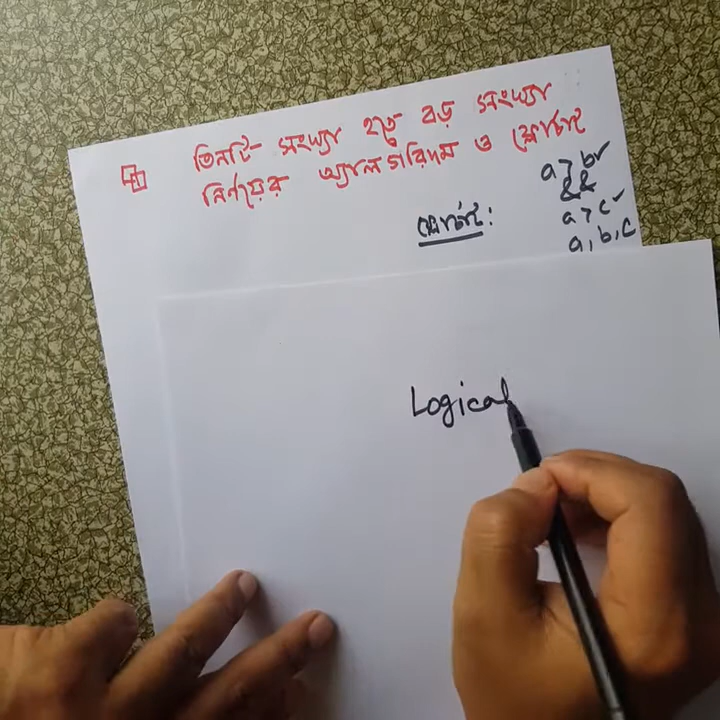 তিনটি সংখ্যা হতে বড় সংখ্যা
নির্ণয়ের অ্যালগরিদম ও ফ্লোচার্ট
ফ্লোচার্ট:
a > b✓
&&
a > c✓
a, b, c
Logical